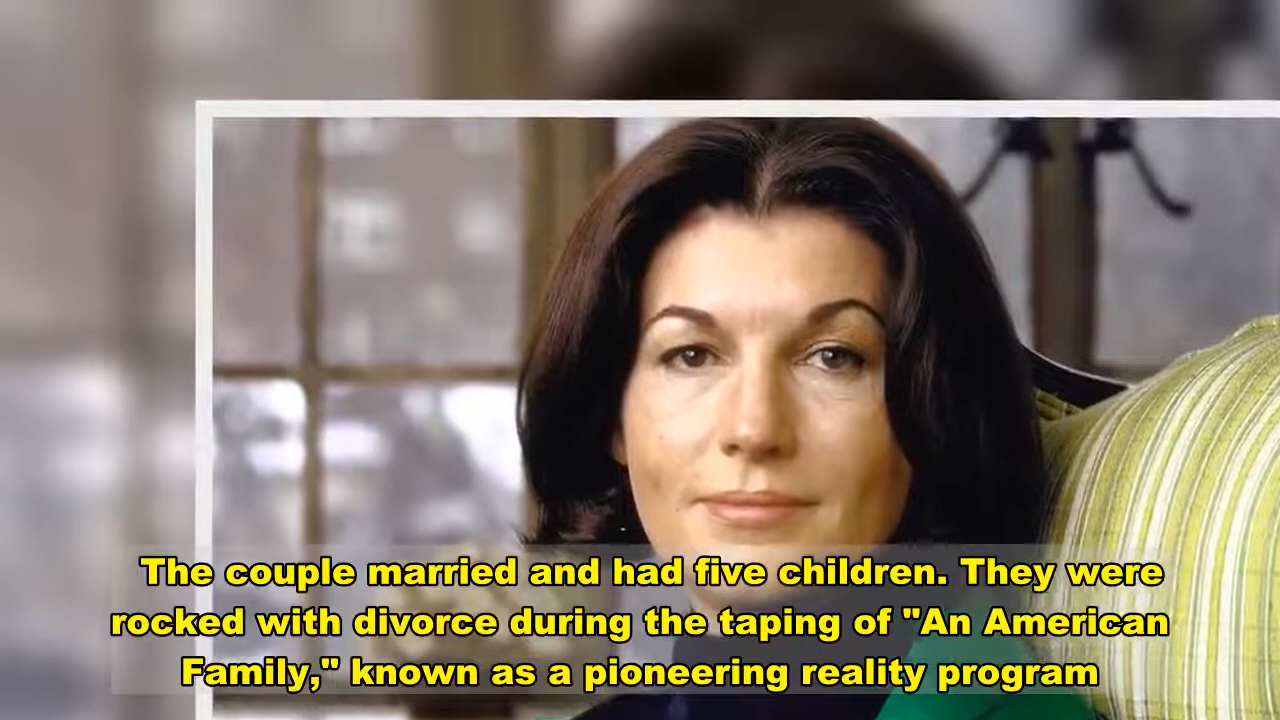 The couple married and had five children. They were
rocked with divorce during the taping of "An American
Family," known as a pioneering reality program